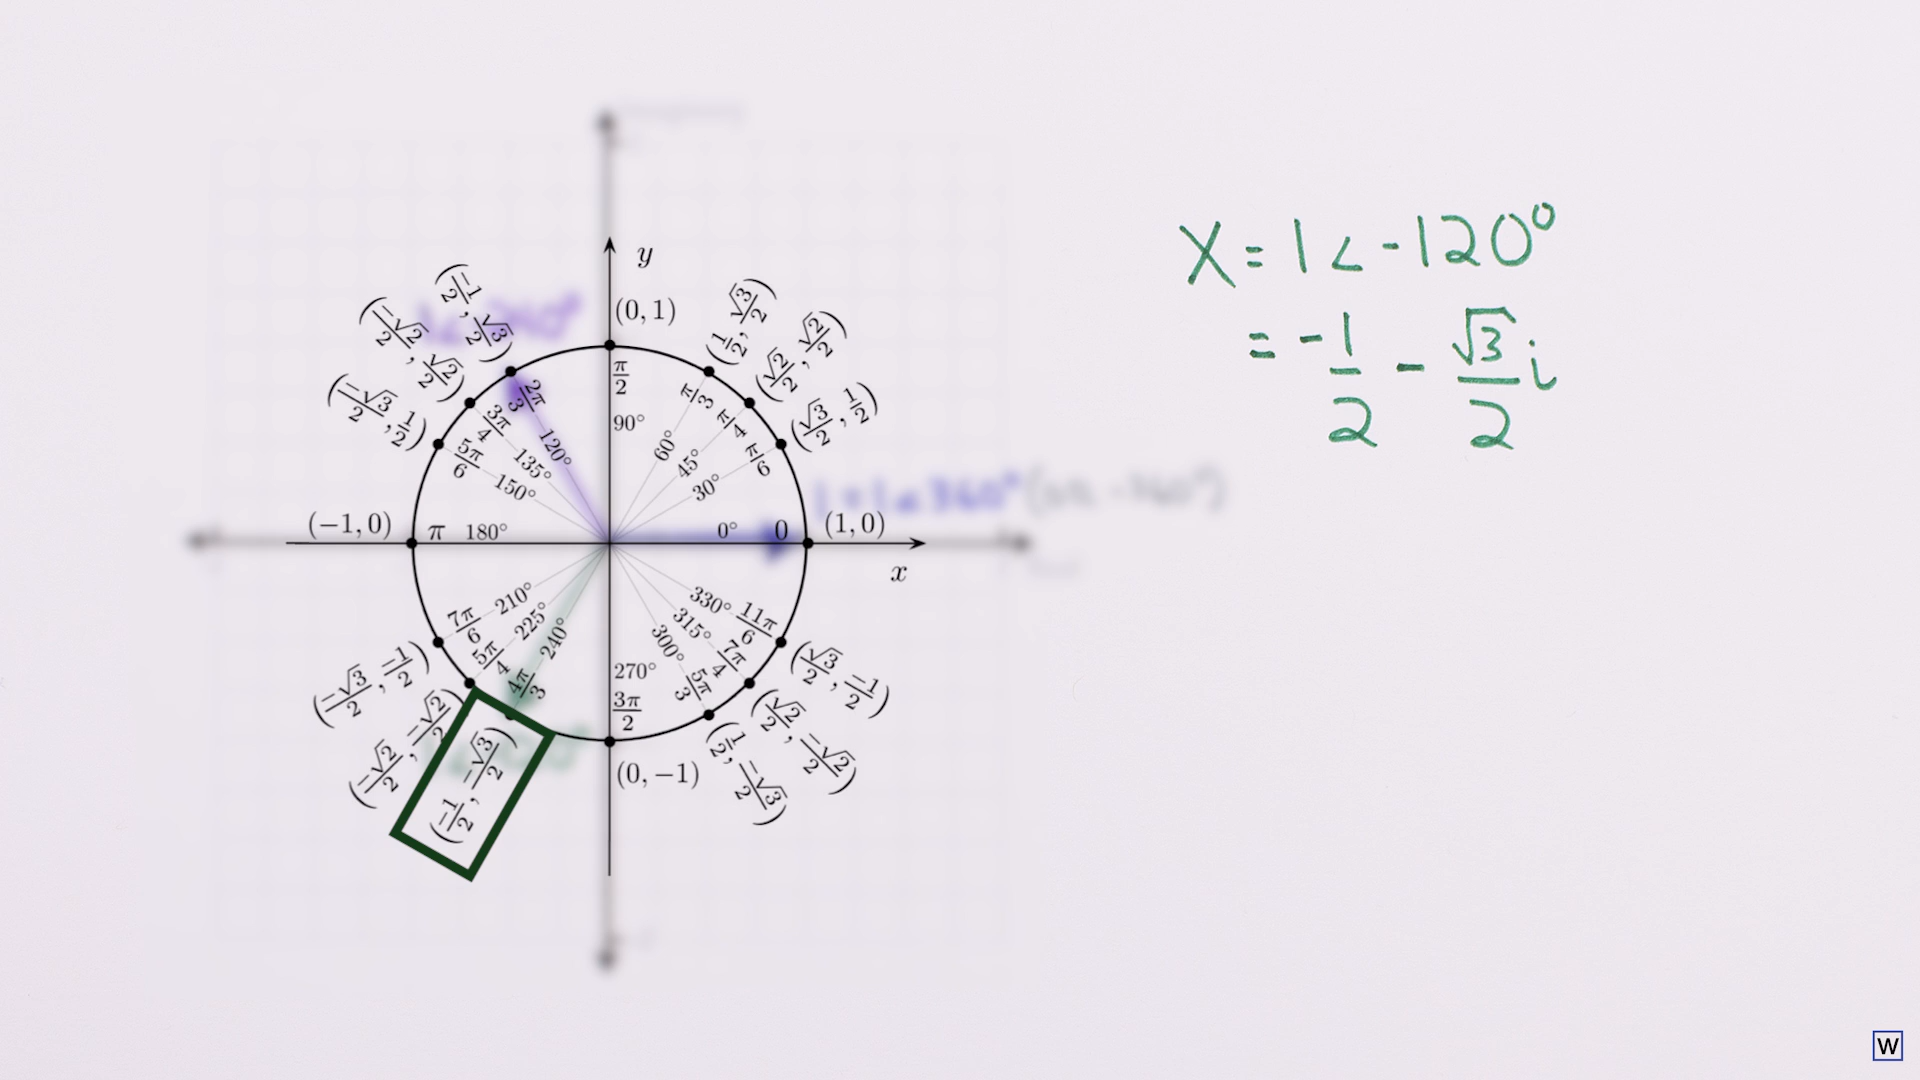 y
(0, 1)
(-1/2, √3/2)
(1/2, √3/2)
(-√2/2, √2/2)
(√2/2, √2/2)
(-√3/2, 1/2)
(√3/2, 1/2)
2π/3
π/2
π/3
3π/4
π/4
5π/6
π/6
120°
90°
60°
135°
45°
150°
30°
(−1, 0)
π 180°
0° 0
(1, 0)
x
210°
330°
7π/6
11π/6
225°
315°
5π/4
7π/4
240°
300°
4π/3
270°
5π/3
3π/2
(-√3/2, -1/2)
(√3/2, -1/2)
(-√2/2, -√2/2)
(√2/2, -√2/2)
(-1/2, -√3/2)
(1/2, -√3/2)
(0, −1)
1 = 1 < 360° (or, -360°)
X = 1 < -120°
= -1/2 - √3/2 i
W